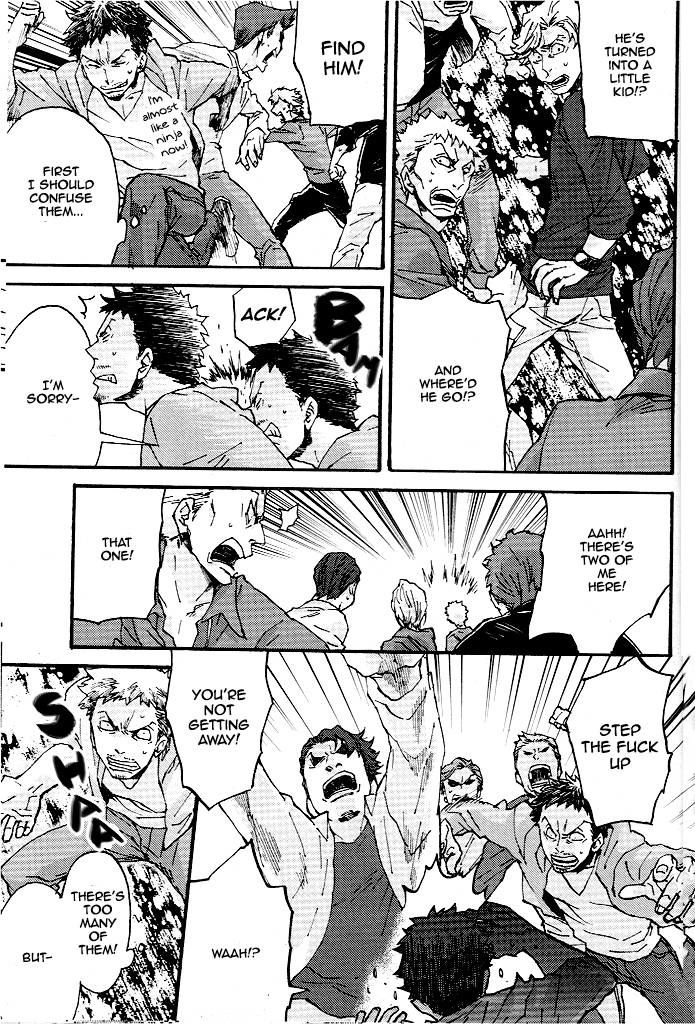 HE'S
TURNED
INTO A
LITTLE
KID!?
AND
WHERE'D
HE GO!?
FIND
HIM!
I'm
almost
like a
ninja
now!
FIRST
I SHOULD
CONFUSE
THEM...
BAM
ACK!
I'M
SORRY-
AAHH!
THERE'S
TWO OF
ME
HERE!
THAT
ONE!
STEP
THE FUCK
UP
YOU'RE
NOT
GETTING
AWAY!
WAAH!?
SHPP
THERE'S
TOO
MANY
OF
THEM!
BUT-